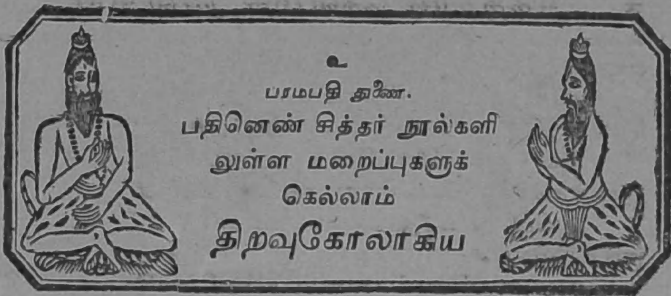 உ
பரமபதி துணை.
பதினெண் சித்தர் நூல்களி
லுள்ள மறைப்புகளுக்
கெல்லாம்
திறவுகோலாகிய